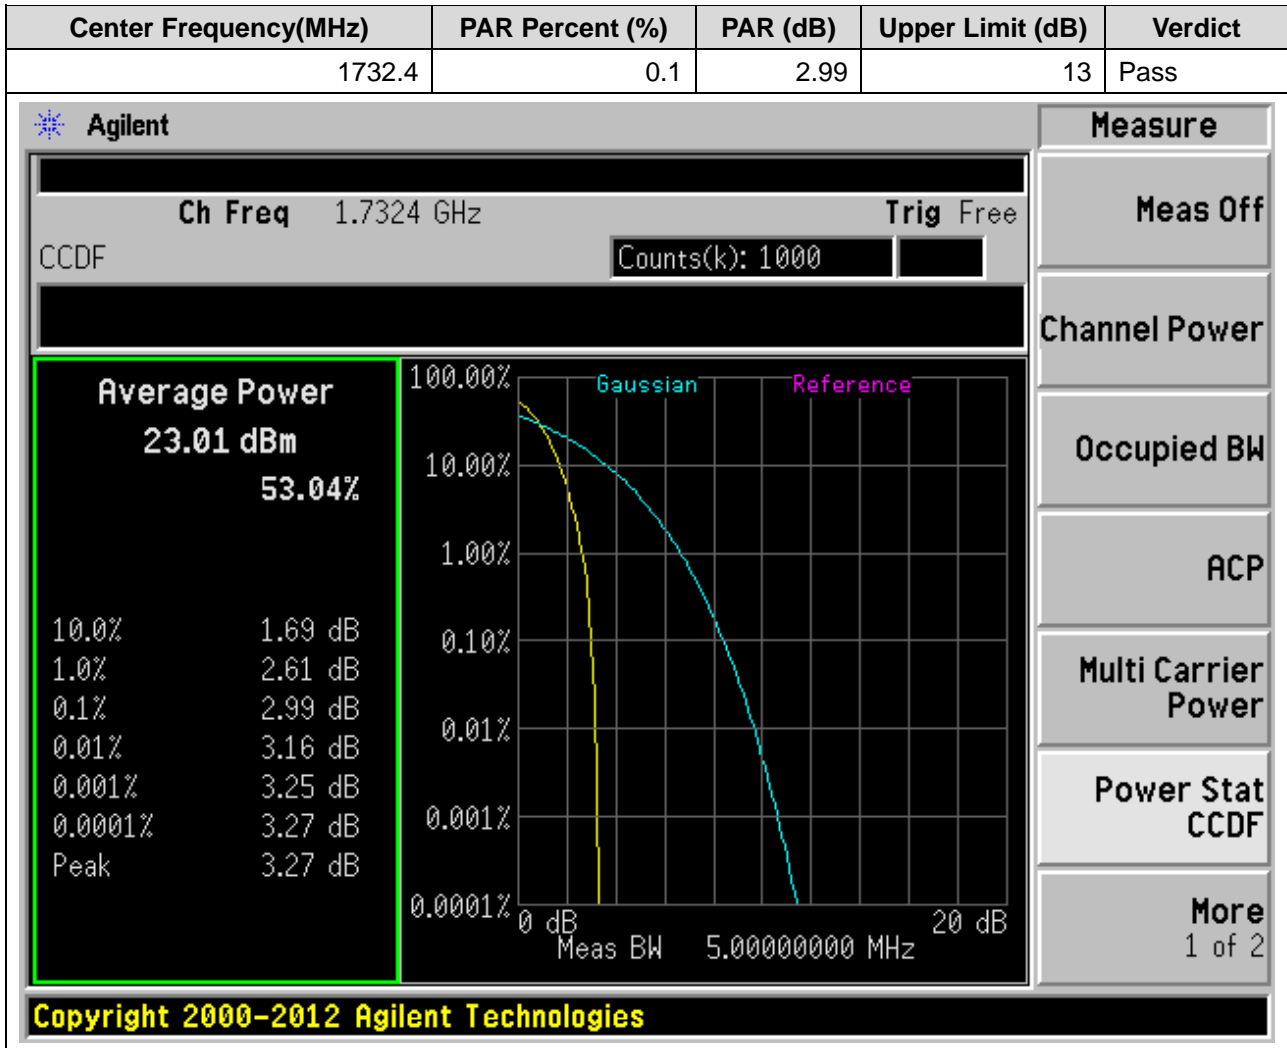 Center Frequency(MHz) PAR Percent (%) PAR (dB) Upper Limit (dB) Verdict
1732.4 0.1 2.99 13 Pass
Agilent
Measure
Ch Freq 1.7324 GHz Trig Free
CCDF Counts(k): 1000
Meas Off
Channel Power
Occupied BW
ACP
Multi Carrier
Power
Power Stat
CCDF
More
1 of 2
Average Power
23.01 dBm
53.04%
10.0% 1.69 dB
1.0% 2.61 dB
0.1% 2.99 dB
0.01% 3.16 dB
0.001% 3.25 dB
0.0001% 3.27 dB
Peak 3.27 dB
Gaussian Reference
100.00%
10.00%
1.00%
0.10%
0.01%
0.001%
0.0001%
0 dB 20 dB
Meas BW 5.00000000 MHz
Copyright 2000-2012 Agilent Technologies